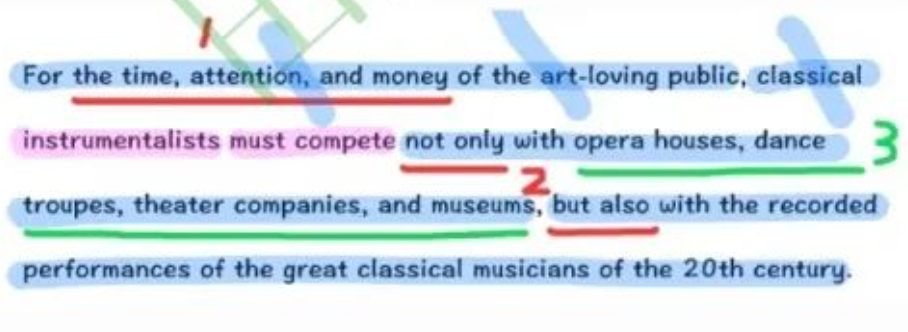 1
For the time, attention, and money of the art-loving public, classical
instrumentalists must compete not only with opera houses, dance 3
2
troupes, theater companies, and museums, but also with the recorded
performances of the great classical musicians of the 20th century.